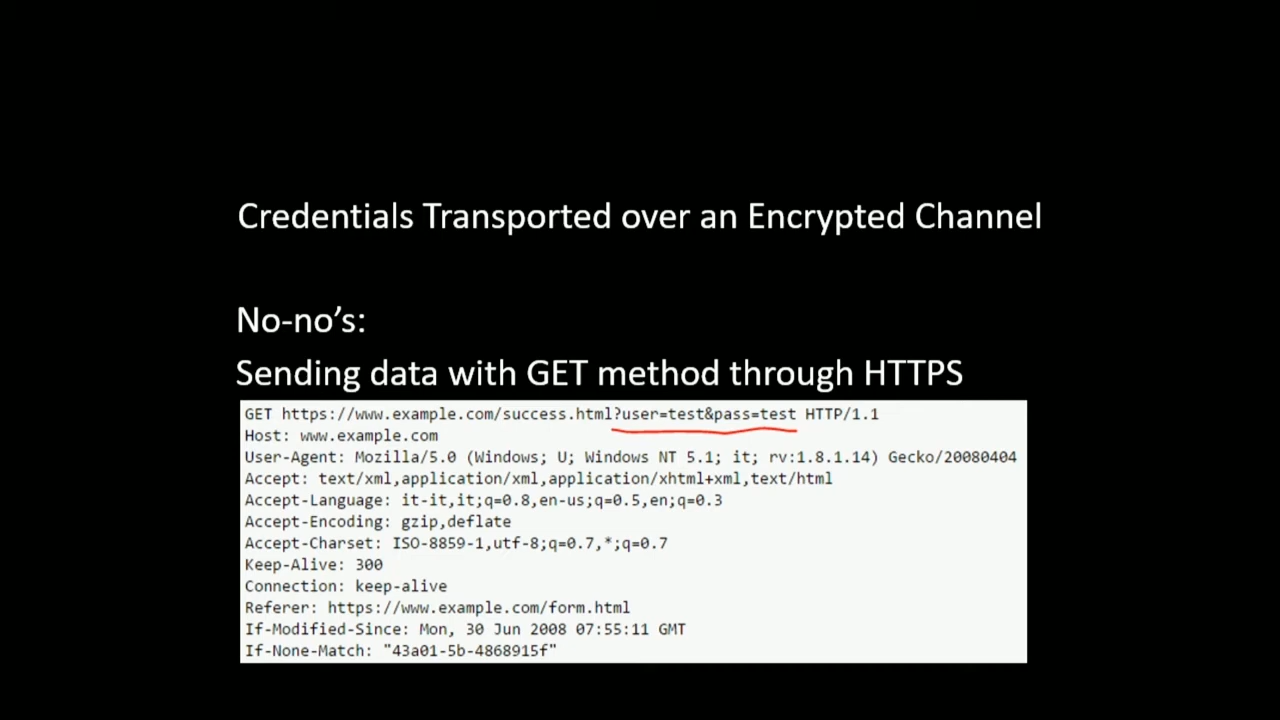 Credentials Transported over an Encrypted Channel
No-no’s:
Sending data with GET method through HTTPS
GET https://www.example.com/success.html?user=test&pass=test HTTP/1.1
Host: www.example.com
User-Agent: Mozilla/5.0 (Windows; U; Windows NT 5.1; it; rv:1.8.1.14) Gecko/20080404
Accept: text/xml,application/xml,application/xhtml+xml,text/html
Accept-Language: it-it,it;q=0.8,en-us;q=0.5,en;q=0.3
Accept-Encoding: gzip,deflate
Accept-Charset: ISO-8859-1,utf-8;q=0.7,*;q=0.7
Keep-Alive: 300
Connection: keep-alive
Referer: https://www.example.com/form.html
If-Modified-Since: Mon, 30 Jun 2008 07:55:11 GMT
If-None-Match: "43a01-5b-4868915f"